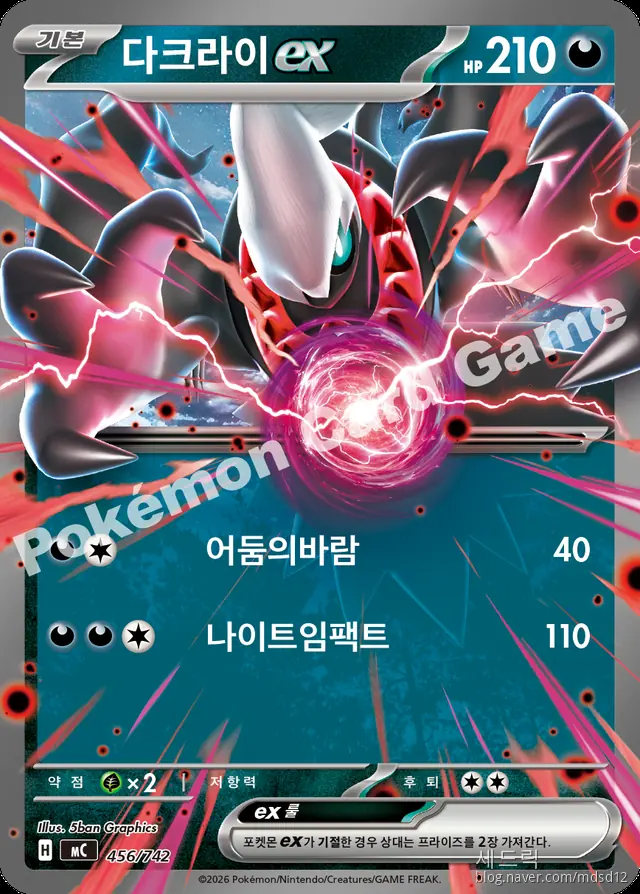 기본 다크라이 ex HP 210
Pokémon Card Game
어둠의바람 40
나이트임팩트 110
약점 ×2 저항력 후퇴
ex 룰
포켓몬 ex가 기절한 경우 상대는 프라이즈를 2장 가져간다.
Illus. 5ban Graphics
H MC 456/742
©2026 Pokémon/Nintendo/Creatures/GAME FREAK.
세드릭
blog.naver.com/mdsd12